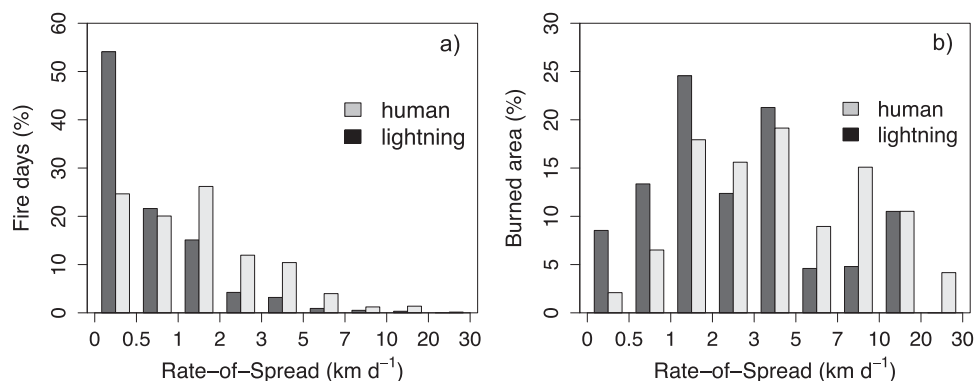 a)
human
lightning
Fire days (%)
0 10 20 30 40 50 60
0 0.5 1 2 3 5 7 10 20 30
Rate–of–Spread (km d⁻¹)
b)
human
lightning
Burned area (%)
0 5 10 15 20 25 30
0 0.5 1 2 3 5 7 10 20 30
Rate–of–Spread (km d⁻¹)